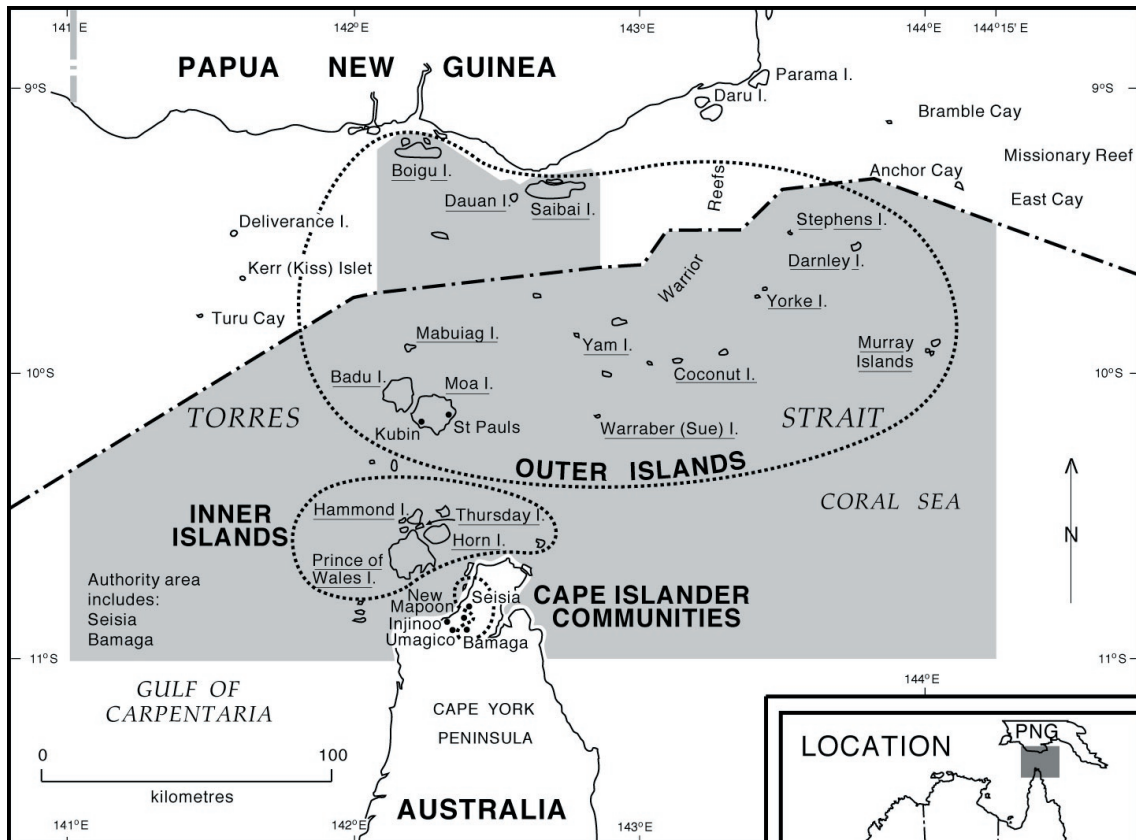 141° E
142° E
143° E
144° E
144° 15' E
PAPUA NEW GUINEA
Parama I.
9° S
9° S
Daru I.
Bramble Cay
Missionary Reef
Anchor Cay
East Cay
Boigu I.
Reefs
Dauan I.
Saibai I.
Deliverance I.
Stephens I.
Darnley I.
Kerr (Kiss) Islet
Warrior
Yorke I.
Turu Cay
Mabuiag I.
Yam I.
Murray
Islands
10° S
10° S
Badu I.
Moa I.
Coconut I.
TORRES
STRAIT
Kubin
St Pauls
Warraber (Sue) I.
OUTER ISLANDS
CORAL SEA
INNER
ISLANDS
Hammond I.
Thursday I.
Horn I.
N
Prince of
Wales I.
Authority area
includes:
Seisia
Bamaga
New
Mapoon
Injinoo
Umagico
Seisia
Bamaga
CAPE ISLANDER
COMMUNITIES
11° S
11° S
GULF OF
CARPENTARIA
144° E
CAPE YORK
PENINSULA
0
100
kilometres
LOCATION
PNG
AUSTRALIA
141° E
142° E
143° E